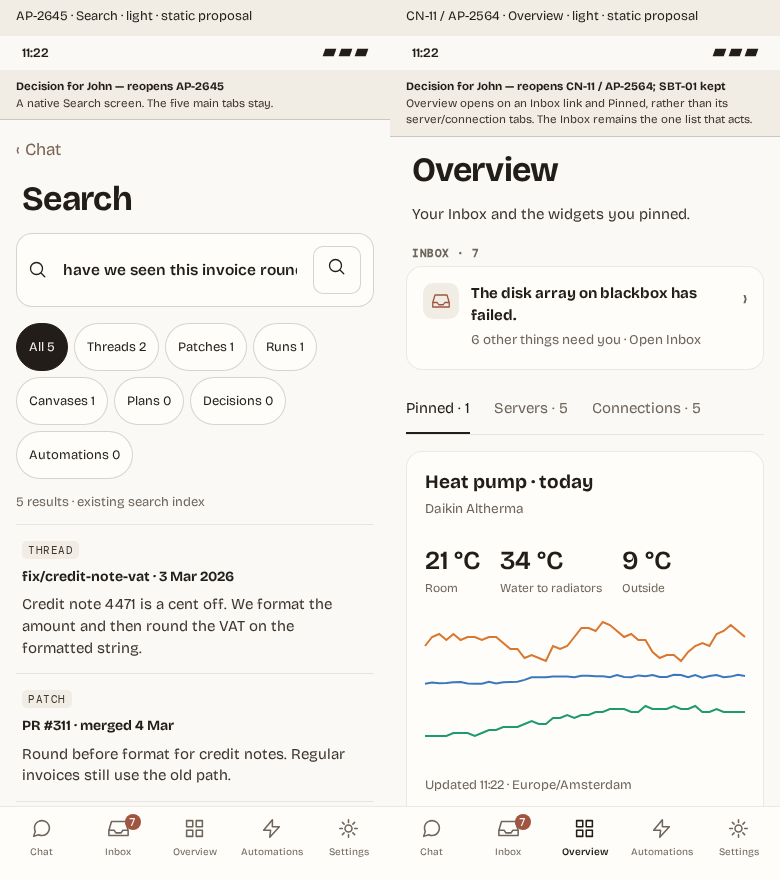 AP-2645 · Search · light · static proposal
11:22
Decision for John — reopens AP-2645
A native Search screen. The five main tabs stay.
‹ Chat
Search
have we seen this invoice roun
All 5
Threads 2
Patches 1
Runs 1
Canvases 1
Plans 0
Decisions 0
Automations 0
5 results · existing search index
THREAD
fix/credit-note-vat · 3 Mar 2026
Credit note 4471 is a cent off. We format the
amount and then round the VAT on the
formatted string.
PATCH
PR #311 · merged 4 Mar
Round before format for credit notes. Regular
invoices still use the old path.
Chat
7
Inbox
Overview
Automations
Settings
CN-11 / AP-2564 · Overview · light · static proposal
11:22
Decision for John — reopens CN-11 / AP-2564; SBT-01 kept
Overview opens on an Inbox link and Pinned, rather than its
server/connection tabs. The Inbox remains the one list that acts.
Overview
Your Inbox and the widgets you pinned.
INBOX · 7
The disk array on blackbox has
failed.
6 other things need you · Open Inbox
›
Pinned · 1
Servers · 5
Connections · 5
Heat pump · today
Daikin Altherma
21 °C
34 °C
9 °C
Room
Water to radiators
Outside
Updated 11:22 · Europe/Amsterdam
Chat
7
Inbox
Overview
Automations
Settings